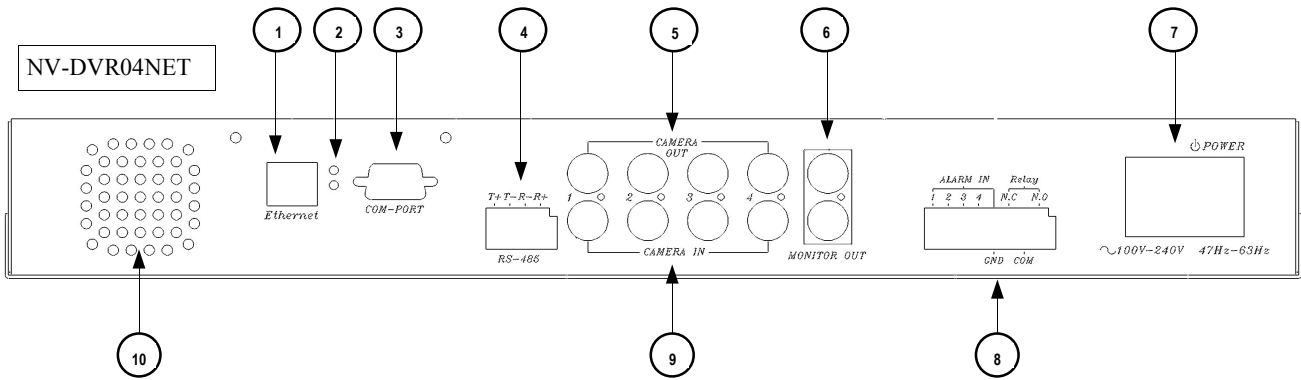 1 2 3 4 5 6 7
NV-DVR04NET
CAMERA
OUT
POWER
ALARM IN Relay
1 2 3 4 N.C N.O
T+T-R-R+
1 2 3 4
Ethernet
COM-PORT
RS-485
CAMERA IN
MONITOR OUT
GND COM
100V-240V 47Hz-63Hz
10 9 8